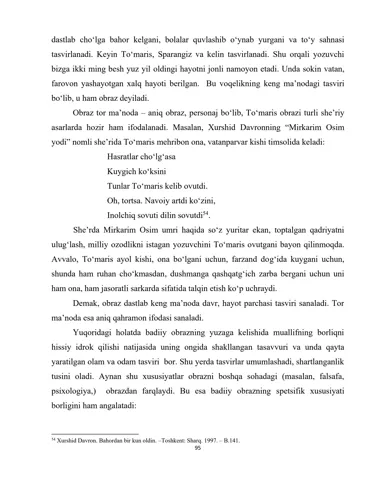 dastlab cho‘lga bahor kelgani, bolalar quvlashib o‘ynab yurgani va to‘y sahnasi
tasvirlanadi. Keyin To‘maris, Sparangiz va kelin tasvirlanadi. Shu orqali yozuvchi
bizga ikki ming besh yuz yil oldingi hayotni jonli namoyon etadi. Unda sokin vatan,
farovon yashayotgan xalq hayoti berilgan. Bu voqelikning keng ma’nodagi tasviri
bo‘lib, u ham obraz deyiladi.
Obraz tor ma’noda – aniq obraz, personaj bo‘lib, To‘maris obrazi turli she’riy
asarlarda hozir ham ifodalanadi. Masalan, Xurshid Davronning “Mirkarim Osim
yodi” nomli she’rida To‘maris mehribon ona, vatanparvar kishi timsolida keladi:
Hasratlar cho‘lg‘asa
Kuygich ko‘ksini
Tunlar To‘maris kelib ovutdi.
Oh, tortsa. Navoiy artdi ko‘zini,
Inolchiq sovuti dilin sovutdi54.
She’rda Mirkarim Osim umri haqida so‘z yuritar ekan, toptalgan qadriyatni
ulug‘lash, milliy ozodlikni istagan yozuvchini To‘maris ovutgani bayon qilinmoqda.
Avvalo, To‘maris ayol kishi, ona bo‘lgani uchun, farzand dog‘ida kuygani uchun,
shunda ham ruhan cho‘kmasdan, dushmanga qashqatg‘ich zarba bergani uchun uni
ham ona, ham jasoratli sarkarda sifatida talqin etish ko‘p uchraydi.
Demak, obraz dastlab keng ma’noda davr, hayot parchasi tasviri sanaladi. Tor
ma’noda esa aniq qahramon ifodasi sanaladi.
Yuqoridagi holatda badiiy obrazning yuzaga kelishida muallifning borliqni
hissiy idrok qilishi natijasida uning ongida shakllangan tasavvuri va unda qayta
yaratilgan olam va odam tasviri bor. Shu yerda tasvirlar umumlashadi, shartlanganlik
tusini oladi. Aynan shu xususiyatlar obrazni boshqa sohadagi (masalan, falsafa,
psixologiya,) obrazdan farqlaydi. Bu esa badiiy obrazning spetsifik xususiyati
borligini ham angalatadi:
54 Xurshid Davron. Bahordan bir kun oldin. –Toshkent: Sharq. 1997. – B.141.
95